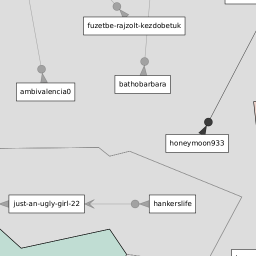 fuzetbe-rajzolt-kezdobetuk
ambivalencia0
bathobarbara
honeymoon933
just-an-ugly-girl-22
hankerslife